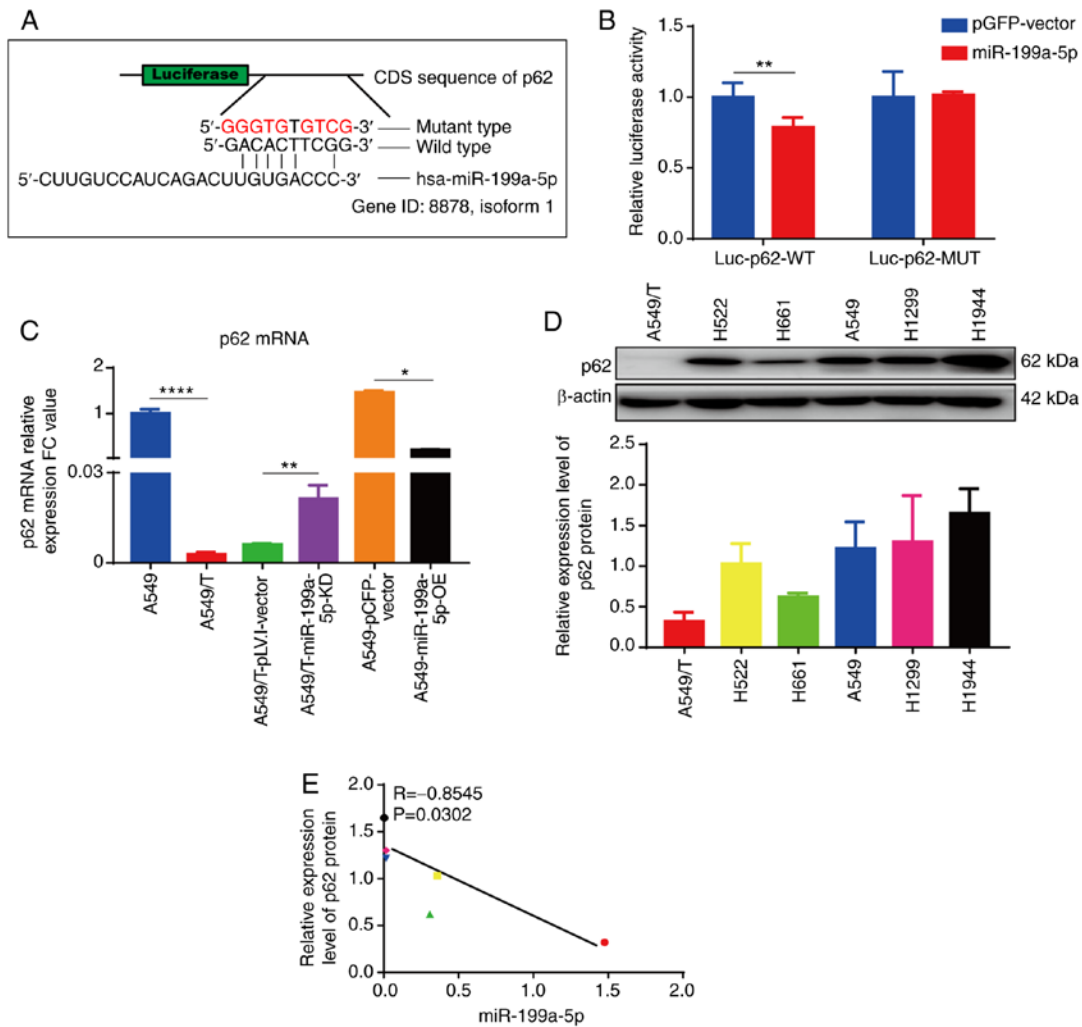 A
Luciferase
CDS sequence of p62
5'-GGGTGTGTCG-3'
Mutant type
5'-GACACTTCGG-3'
Wild type
5'-CUUGUCCAUCAGACUUGUGACCC-3'
hsa-miR-199a-5p
Gene ID: 8878, isoform 1
B
pGFP-vector
miR-199a-5p
Relative luciferase activity
1.5
1.0
0.5
0.0
**
Luc-p62-WT
Luc-p62-MUT
C
p62 mRNA
p62 mRNA relative
expression FC value
2
1
0.03
0
****
**
*
A549
A549/T
A549/T-pLV.I-vector
A549/T-miR-199a-
5p-KD
A549-pCFP-
vector
A549-miR-199a-
5p-OE
D
A549/T
H522
H661
A549
H1299
H1944
p62
62 kDa
β-actin
42 kDa
Relative expression level of
p62 protein
2.5
2.0
1.5
1.0
0.5
0.0
A549/T
H522
H661
A549
H1299
H1944
E
R=−0.8545
P=0.0302
Relative expression
level of p62 protein
2.0
1.5
1.0
0.5
0.0
0.0
0.5
1.0
1.5
2.0
miR-199a-5p